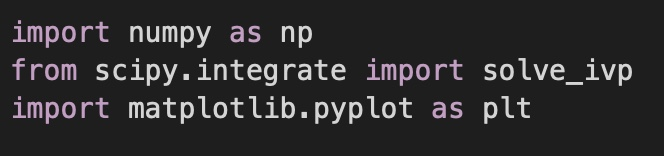 import numpy as np
from scipy.integrate import solve_ivp
import matplotlib.pyplot as plt